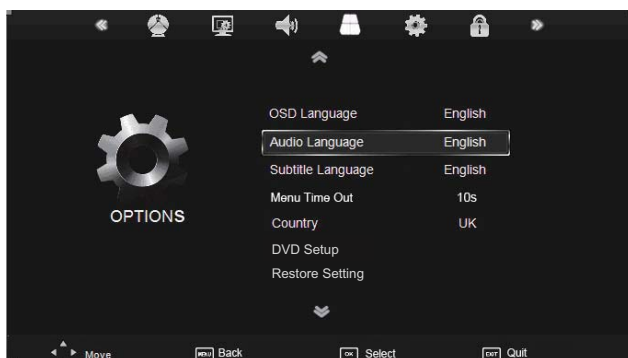 OSD Language English
Audio Language English
Subtitle Language English
Menu Time Out 10s
OPTIONS
Country UK
DVD Setup
Restore Setting
Move MENU Back OK Select EXIT Quit